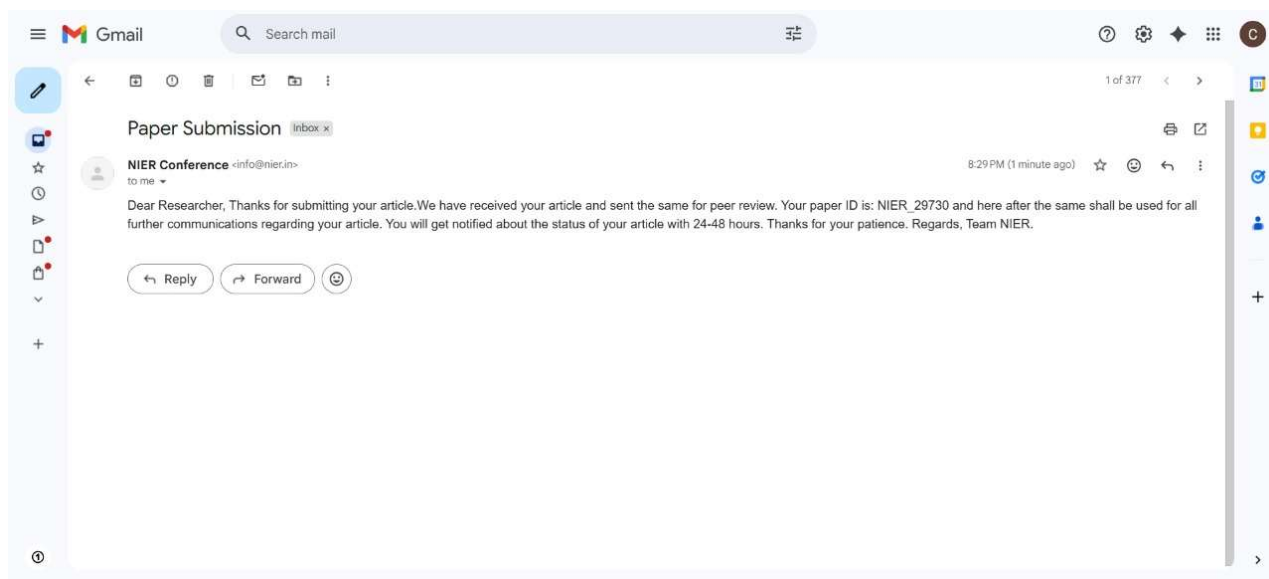 Gmail
Search mail
C
1 of 377
31
Paper Submission Inbox x
NIER Conference <info@nier.in>
8:29 PM (1 minute ago)
to me
Dear Researcher, Thanks for submitting your article.We have received your article and sent the same for peer review. Your paper ID is: NIER_29730 and here after the same shall be used for all
further communications regarding your article. You will get notified about the status of your article with 24-48 hours. Thanks for your patience. Regards, Team NIER.
Reply
Forward